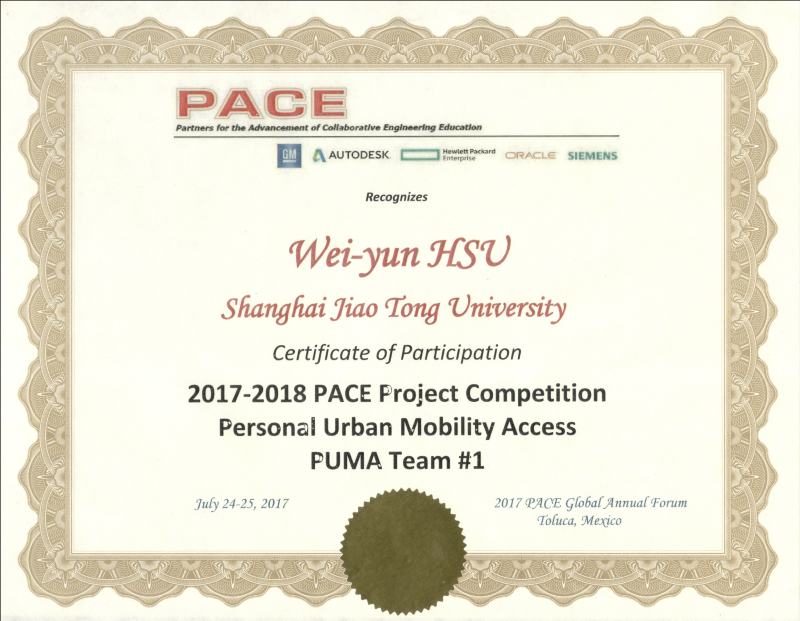 PACE
Partners for the Advancement of Collaborative Engineering Education
GM AUTODESK Hewlett Packard Enterprise ORACLE SIEMENS
Recognizes
Wei-yun HSU
Shanghai Jiao Tong University
Certificate of Participation
2017-2018 PACE Project Competition
Personal Urban Mobility Access
PUMA Team #1
July 24-25, 2017
2017 PACE Global Annual Forum
Toluca, Mexico